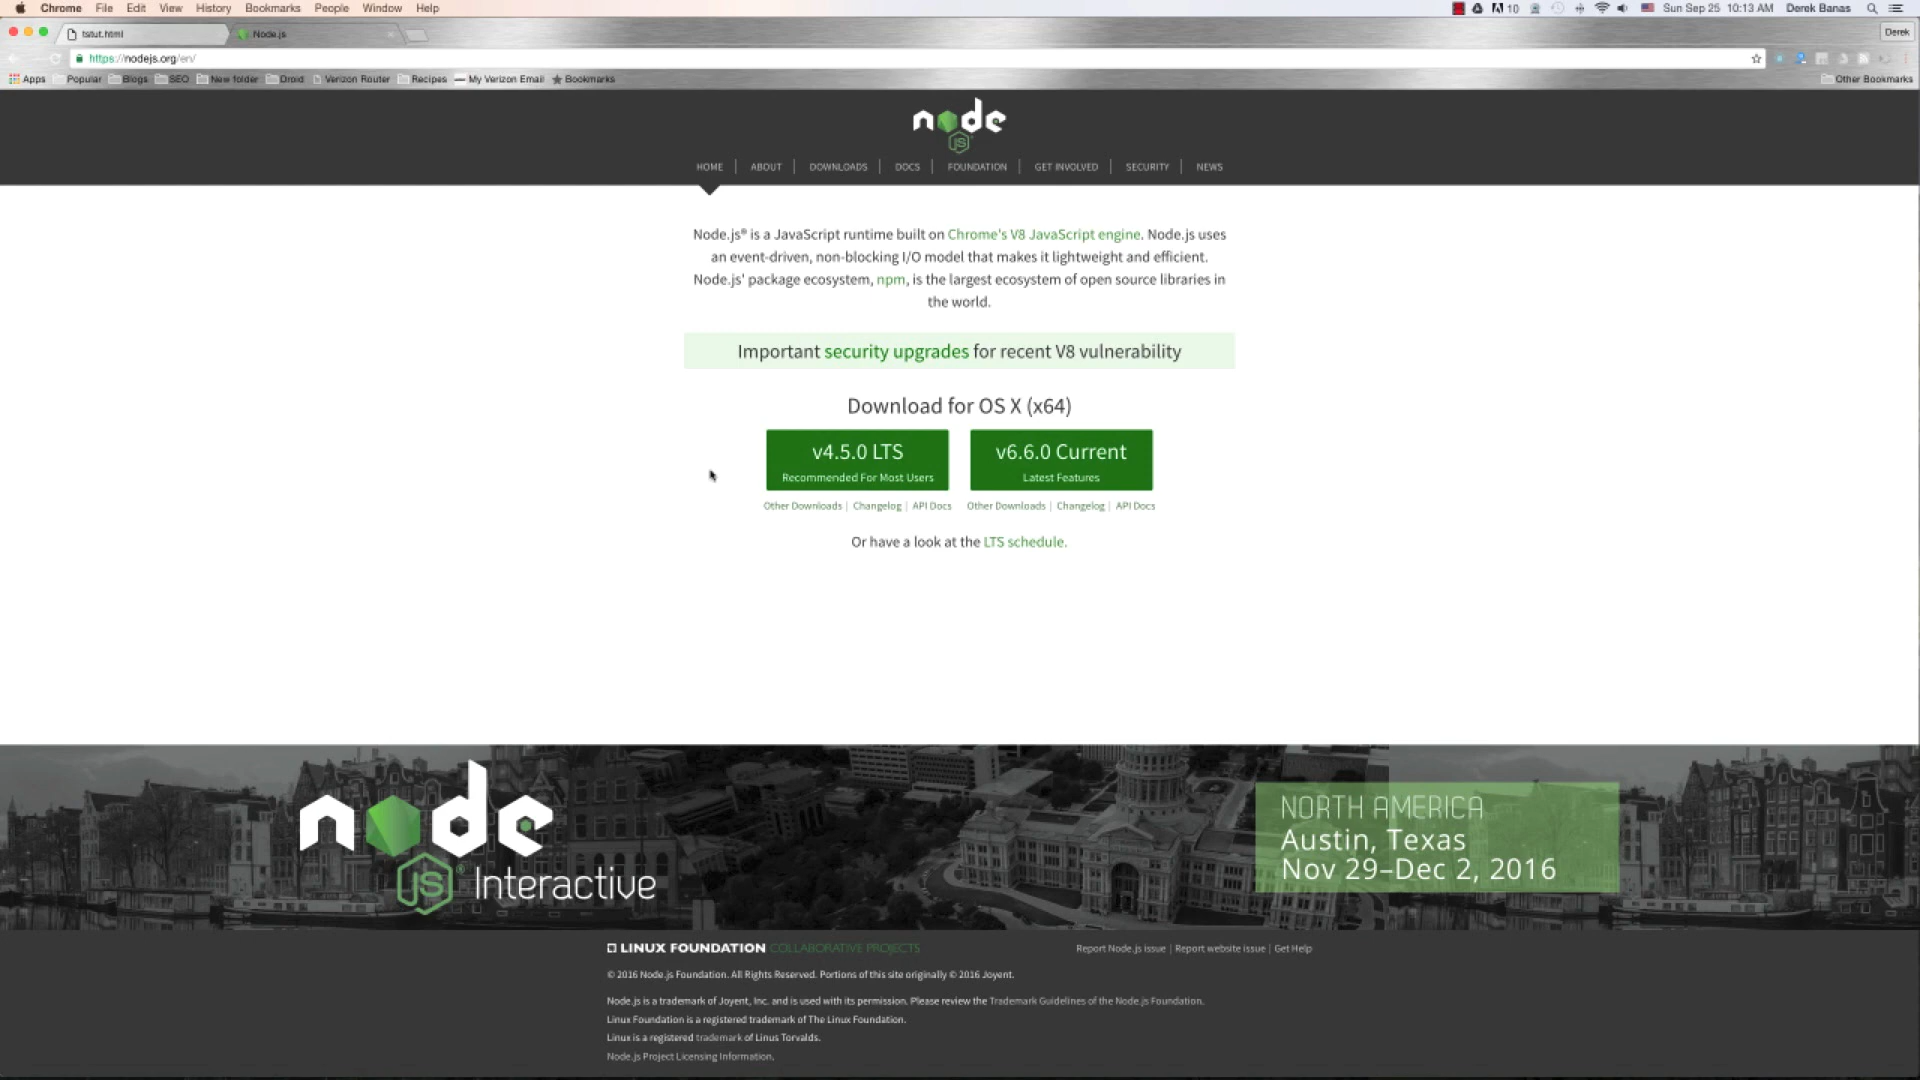 Chrome File Edit View History Bookmarks People Window Help
10 Sun Sep 25 10:13 AM Derek Banas
tstut.html Node.js Derek
https://nodejs.org/en/
Apps Popular Blogs SEO New folder Droid Verizon Router Recipes My Verizon Email Bookmarks Other Bookmarks
node
JS
HOME | ABOUT | DOWNLOADS | DOCS | FOUNDATION | GET INVOLVED | SECURITY | NEWS
Node.js® is a JavaScript runtime built on Chrome's V8 JavaScript engine. Node.js uses
an event-driven, non-blocking I/O model that makes it lightweight and efficient.
Node.js' package ecosystem, npm, is the largest ecosystem of open source libraries in
the world.
Important security upgrades for recent V8 vulnerability
Download for OS X (x64)
v4.5.0 LTS
Recommended For Most Users
v6.6.0 Current
Latest Features
Other Downloads | Changelog | API Docs
Other Downloads | Changelog | API Docs
Or have a look at the LTS schedule.
node
JS® Interactive
NORTH AMERICA
Austin, Texas
Nov 29–Dec 2, 2016
LINUX FOUNDATION COLLABORATIVE PROJECTS
Report Node.js issue | Report website issue | Get Help
© 2016 Node.js Foundation. All Rights Reserved. Portions of this site originally © 2016 Joyent.
Node.js is a trademark of Joyent, Inc. and is used with its permission. Please review the Trademark Guidelines of the Node.js Foundation.
Linux Foundation is a registered trademark of The Linux Foundation.
Linux is a registered trademark of Linus Torvalds.
Node.js Project Licensing Information.